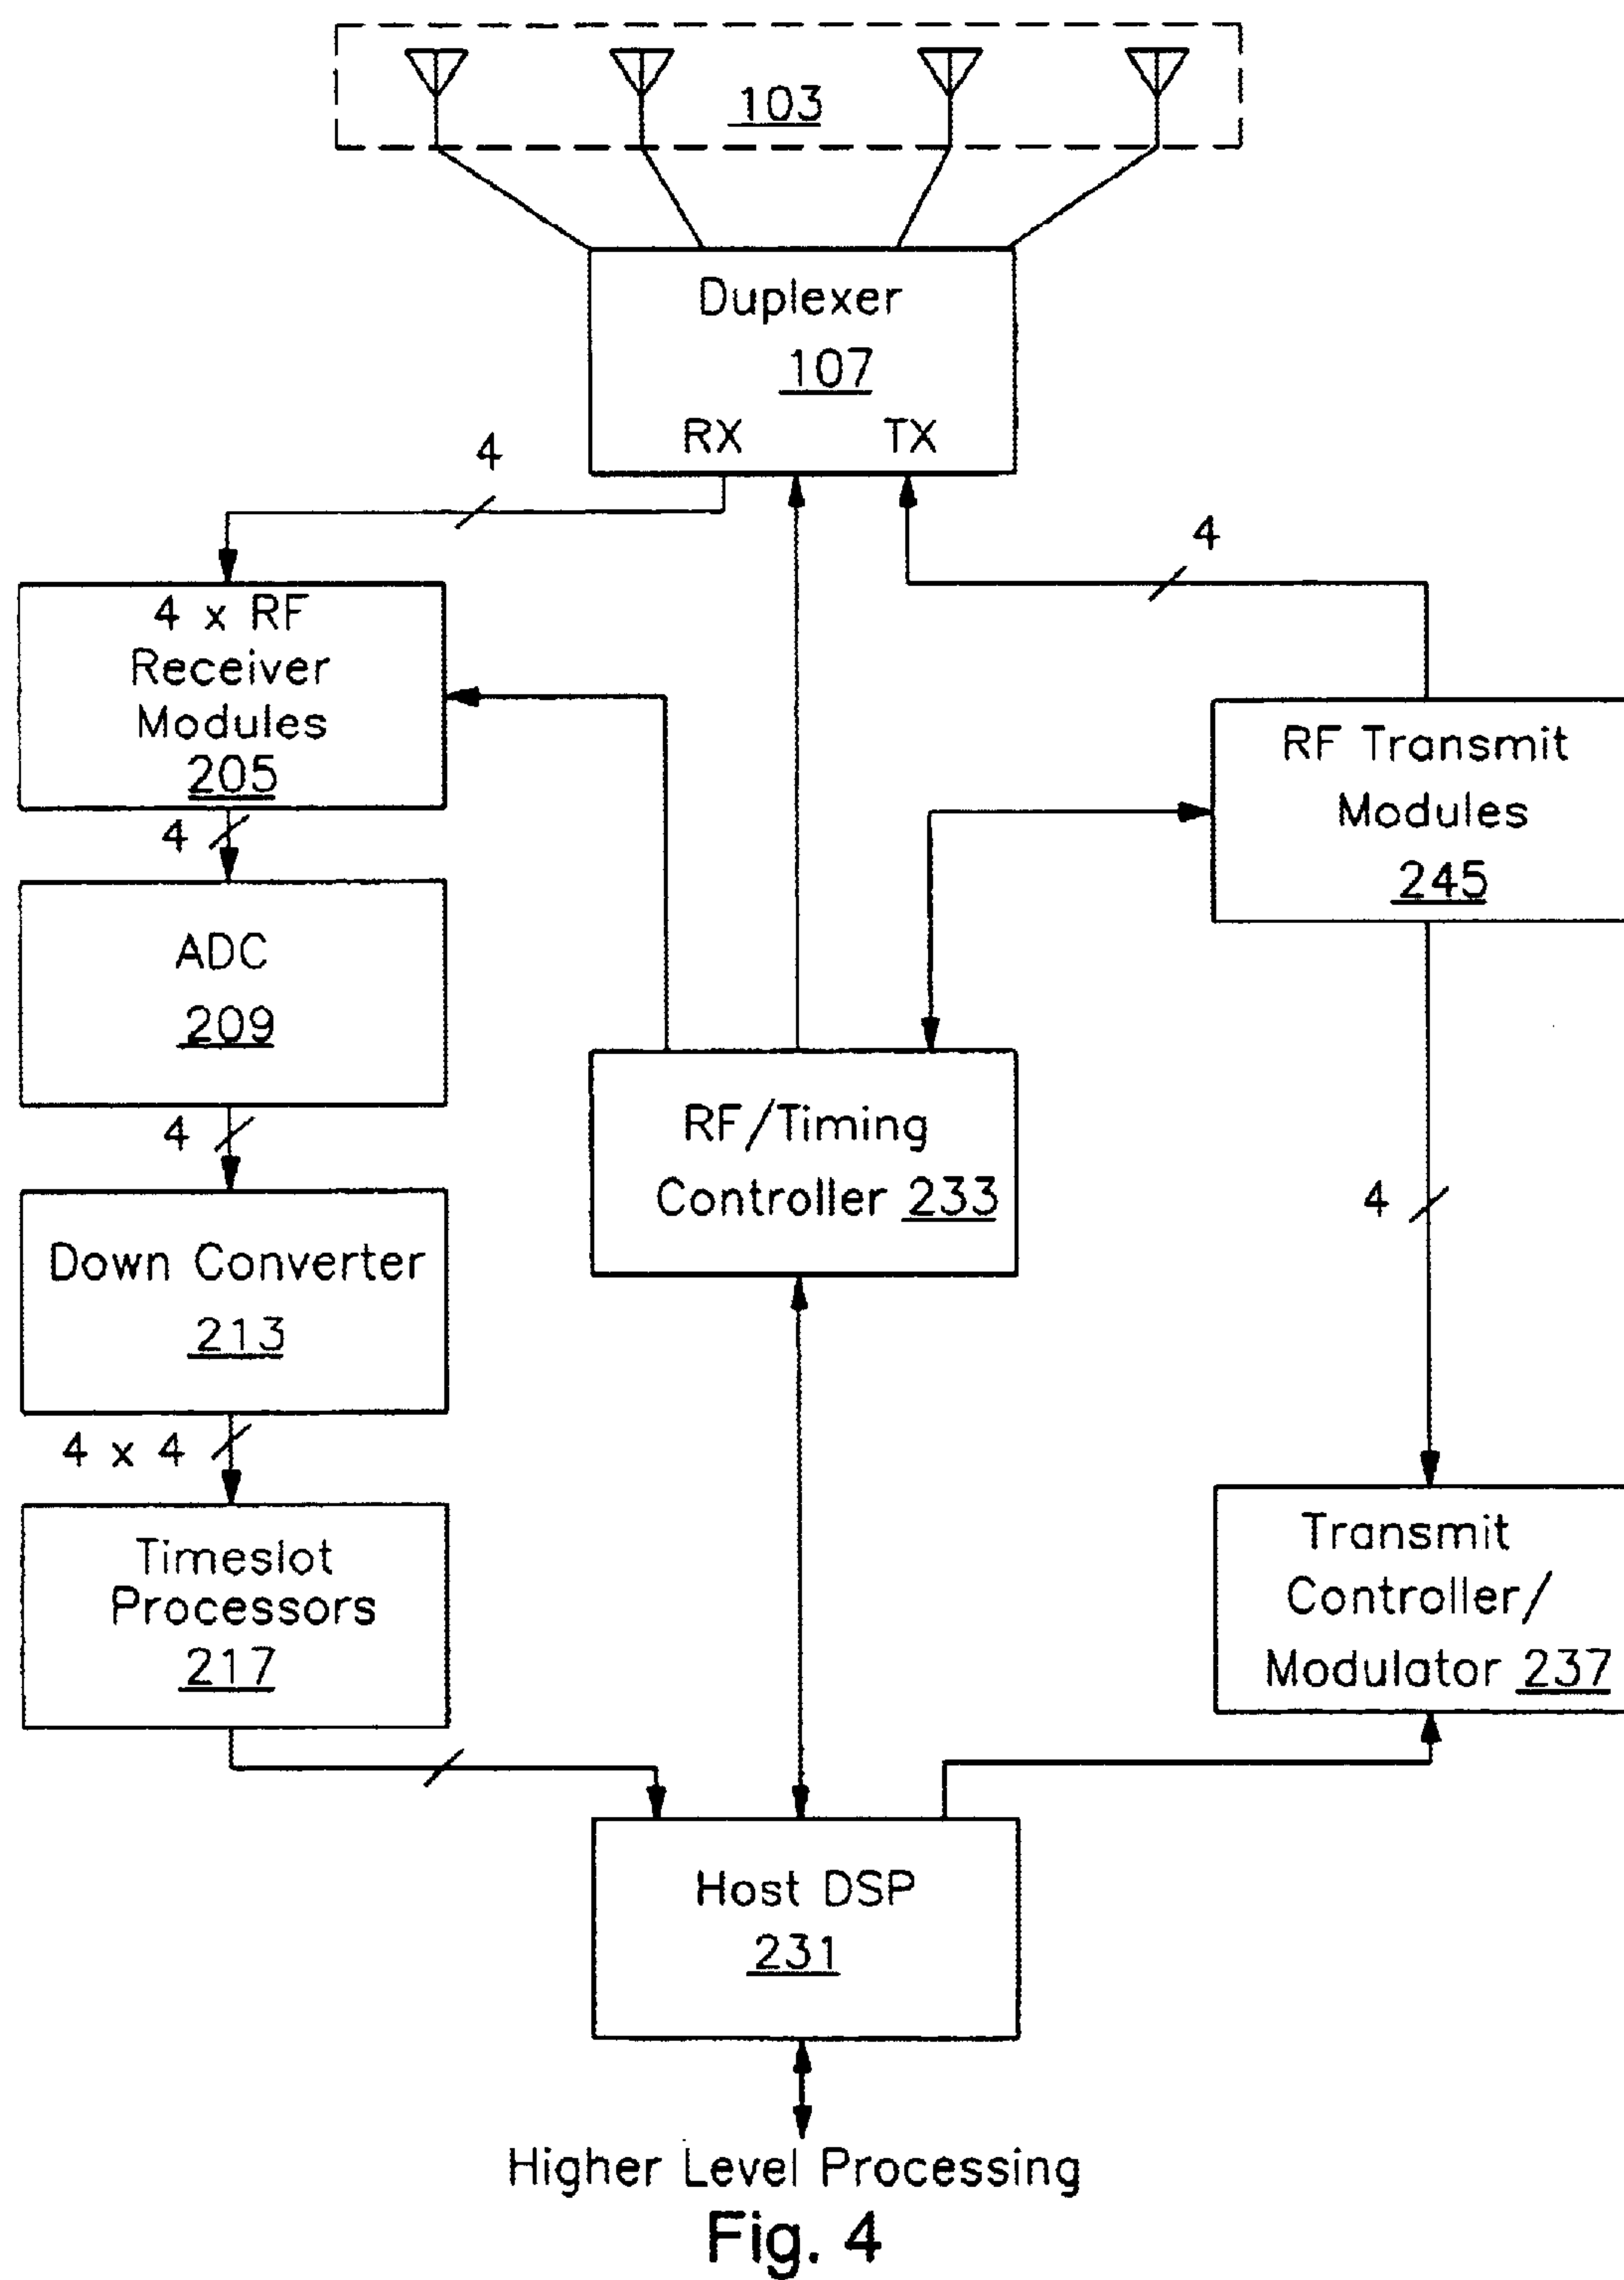 103
Duplexer
107
RX TX
4
4
4 x RF
Receiver
Modules
205
RF Transmit
Modules
245
4
ADC
209
RF/Timing
Controller 233
4
4
Down Converter
213
4 x 4
Timeslot
Processors
217
Transmit
Controller/
Modulator 237
Host DSP
231
Higher Level Processing
Fig. 4